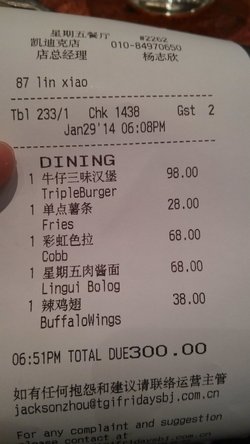 星期五餐厅 #2262
凯迪克店 010-84970650
店总经理 杨志欣
87 lin xiao
Tbl 233/1 Chk 1438 Gst 2
Jan29'14 06:08PM
DINING
1 牛仔三味汉堡 98.00
TripleBurger
1 单点薯条 28.00
Fries
1 彩虹色拉 68.00
Cobb
1 星期五肉酱面 68.00
Lingui Bolog
1 辣鸡翅 38.00
BuffaloWings
06:51PM TOTAL DUE300.00
如有任何抱怨和建议请联络运营主管
jacksonzhou@tgifridaysbj.com.cn
For any complaint and suggestion
please contact at